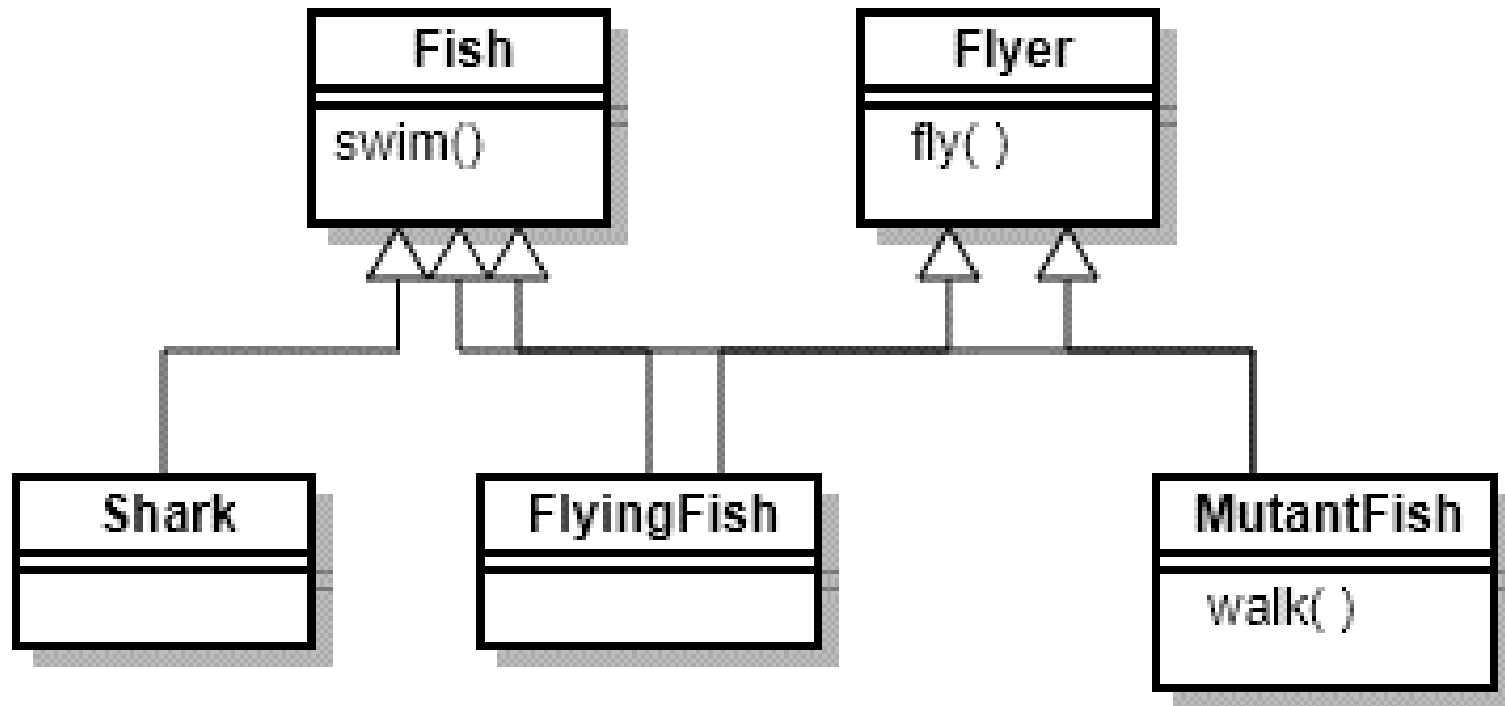 Fish
swim()
Flyer
fly( )
Shark
FlyingFish
MutantFish
walk( )